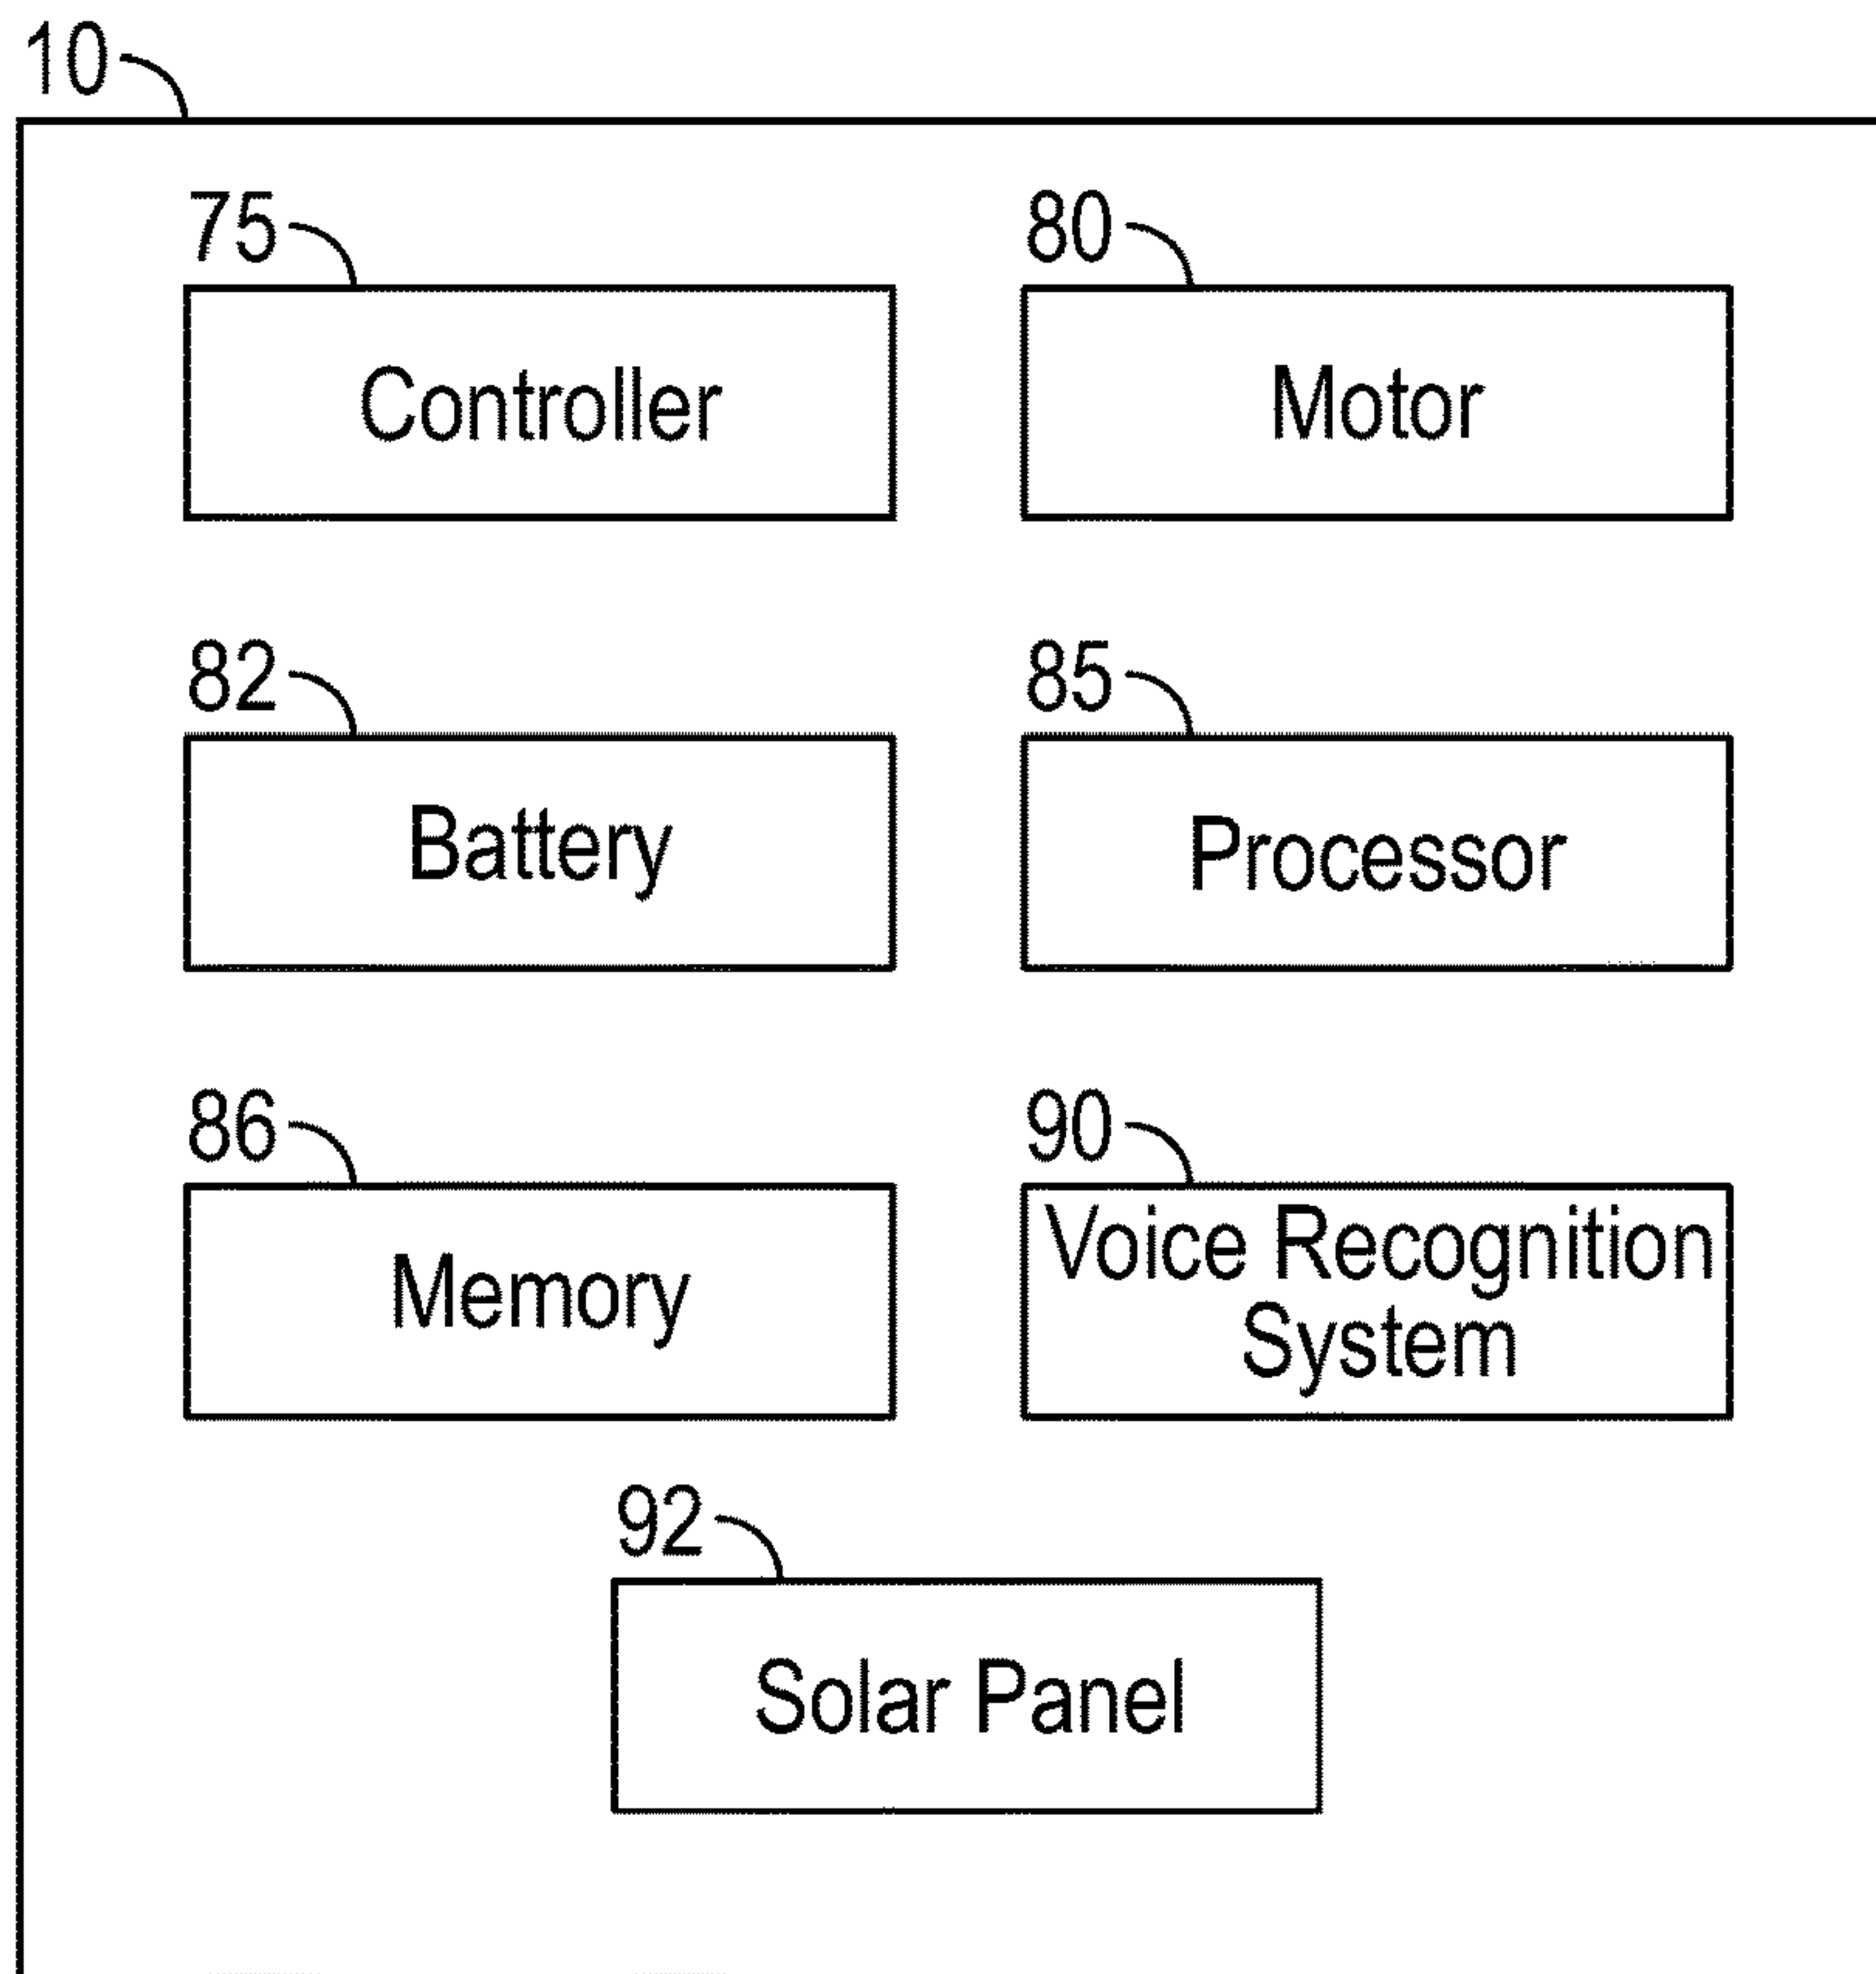 10
75
80
Controller
Motor
82
85
Battery
Processor
86
90
Memory
Voice Recognition
System
92
Solar Panel